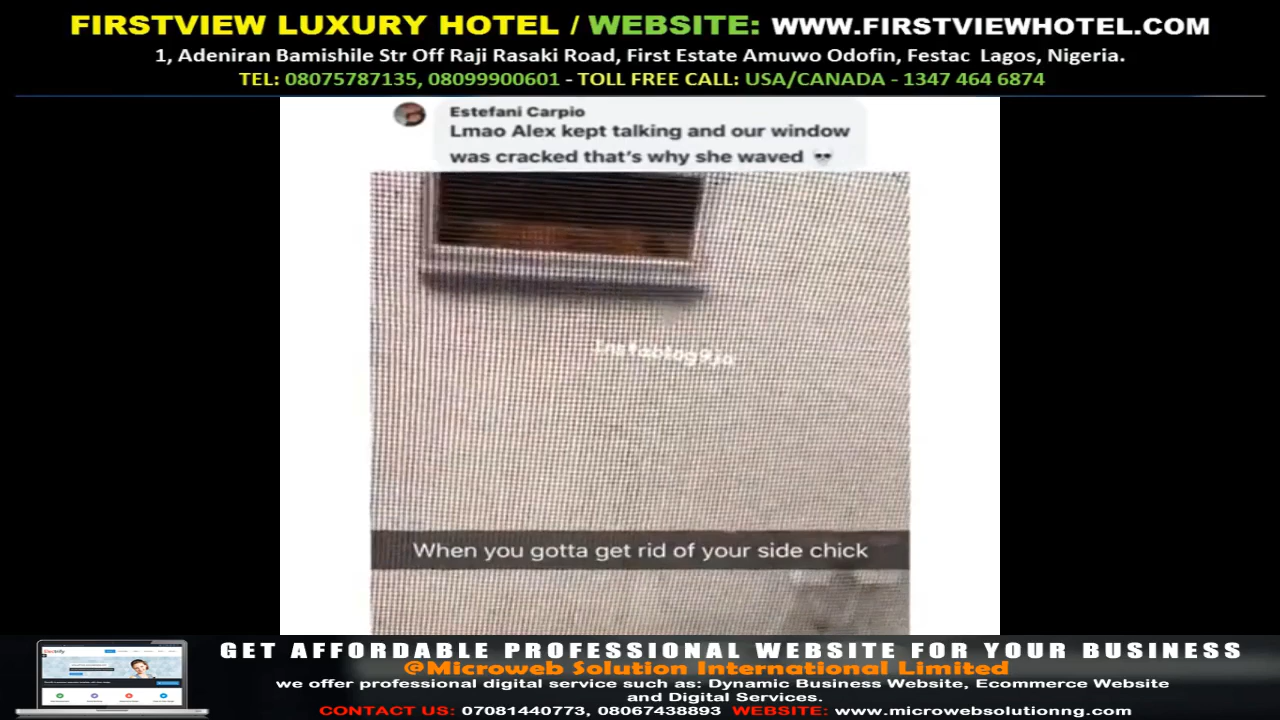 FIRSTVIEW LUXURY HOTEL / WEBSITE: WWW.FIRSTVIEWHOTEL.COM
1, Adeniran Bamishile Str Off Raji Rasaki Road, First Estate Amuwo Odofin, Festac Lagos, Nigeria.
TEL: 08075787135, 08099900601 - TOLL FREE CALL: USA/CANADA - 1347 464 6874
Estefani Carpio
Lmao Alex kept talking and our window
was cracked that's why she waved 💀
Instablog9ja
When you gotta get rid of your side chick
GET AFFORDABLE PROFESSIONAL WEBSITE FOR YOUR BUSINESS
@Microweb Solution International Limited
we offer professional digital service such as: Dynamic Business Website, Ecommerce Website
and Digital Services.
CONTACT US: 07081440773, 08067438893 WEBSITE: www.microwebsolutionng.com